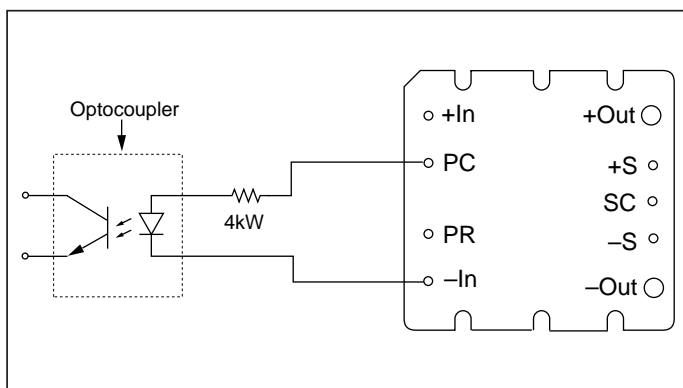 Optocoupler
4kW
+In
PC
PR
–In
+Out
+S
SC
–S
–Out